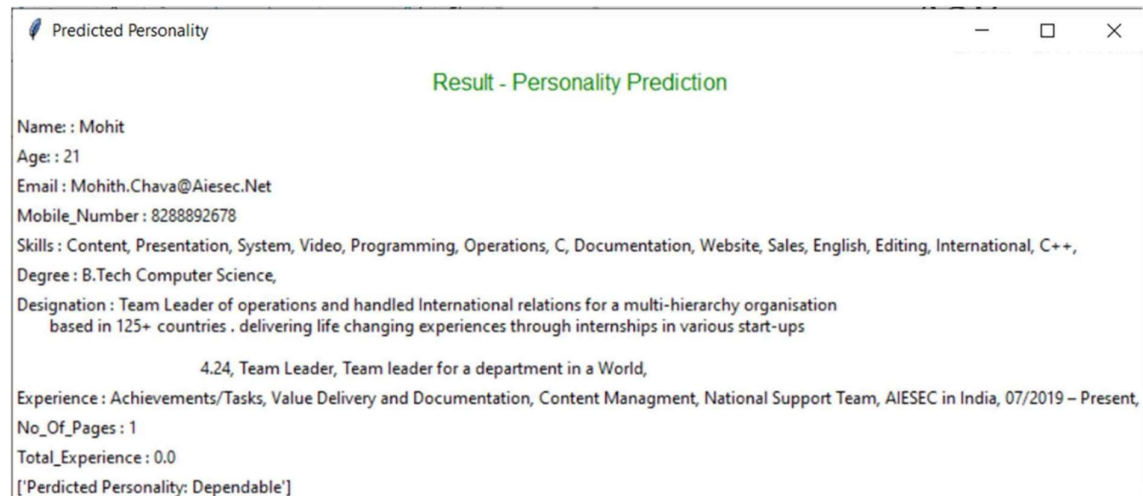 Predicted Personality
Result - Personality Prediction
Name: : Mohit
Age: : 21
Email : Mohith.Chava@Aiesec.Net
Mobile_Number : 8288892678
Skills : Content, Presentation, System, Video, Programming, Operations, C, Documentation, Website, Sales, English, Editing, International, C++,
Degree : B.Tech Computer Science,
Designation : Team Leader of operations and handled International relations for a multi-hierarchy organisation
based in 125+ countries . delivering life changing experiences through internships in various start-ups
4.24, Team Leader, Team leader for a department in a World,
Experience : Achievements/Tasks, Value Delivery and Documentation, Content Managment, National Support Team, AIESEC in India, 07/2019 – Present,
No_Of_Pages : 1
Total_Experience : 0.0
['Perdicted Personality: Dependable']